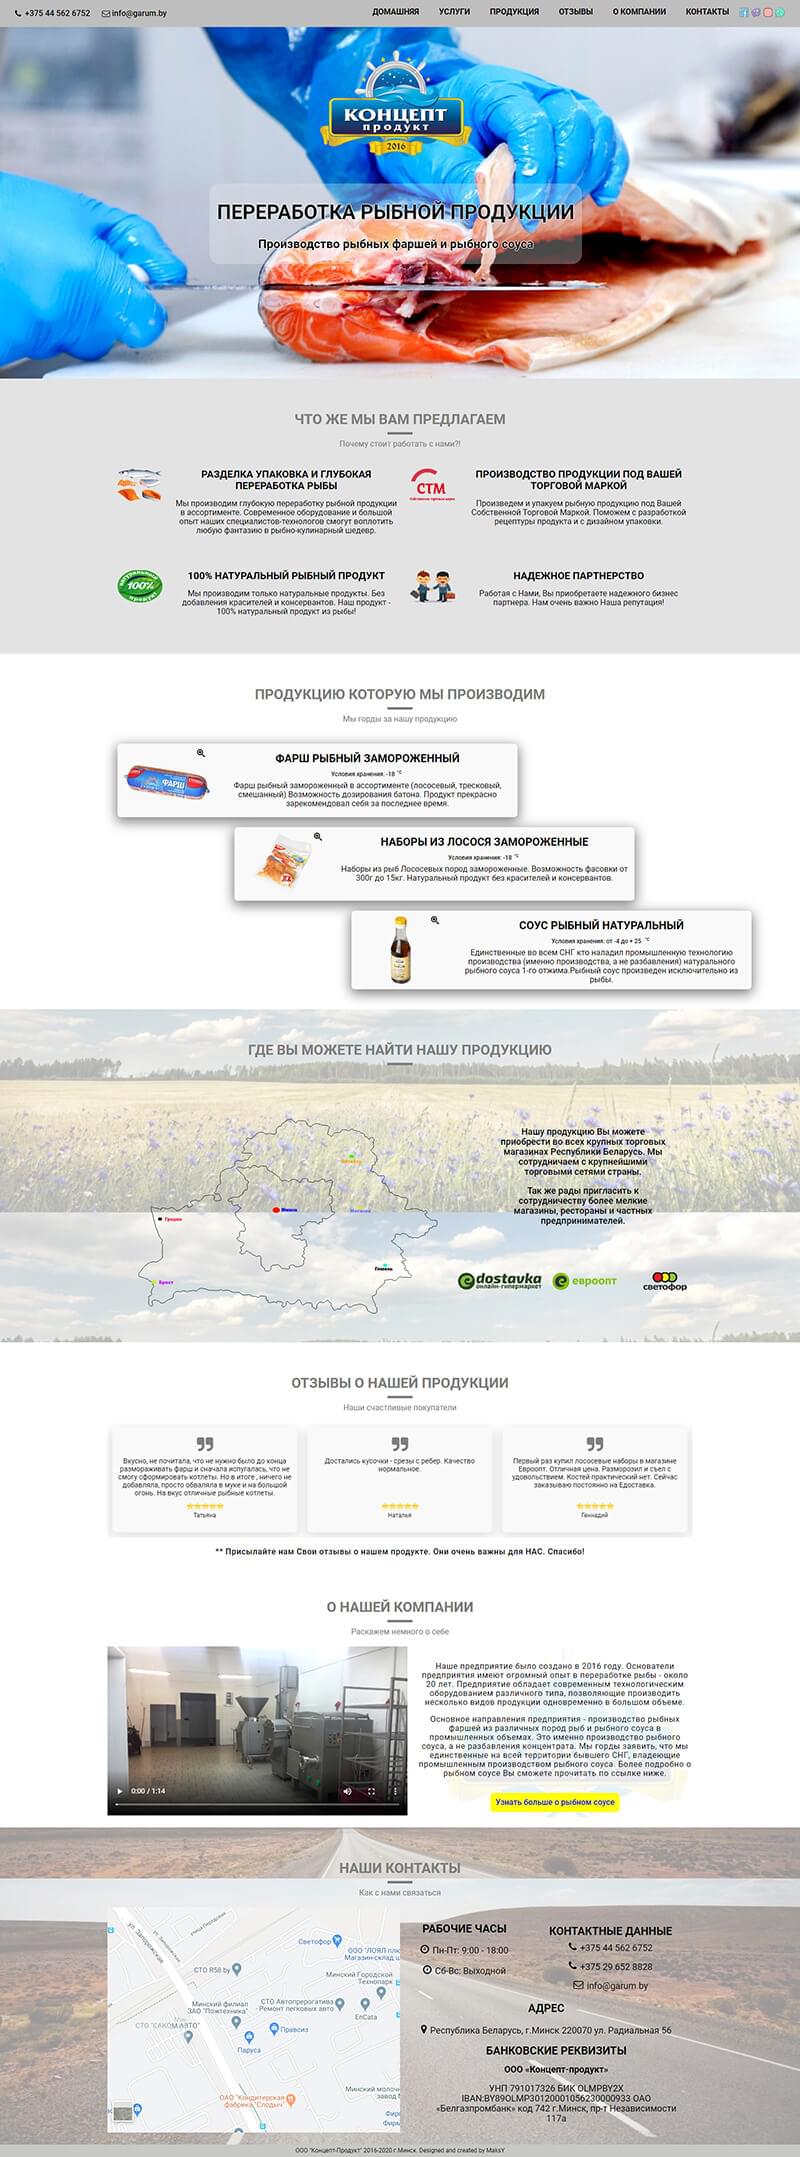 +375 44 562 6752 info@garum.by ДОМАШНЯЯ УСЛУГИ ПРОДУКЦИЯ ОТЗЫВЫ О КОМПАНИИ КОНТАКТЫ
КОНЦЕПТ
ПРОДУКТ
2016
ПЕРЕРАБОТКА РЫБНОЙ ПРОДУКЦИИ
Производство рыбных фаршей и рыбного соуса
ЧТО ЖЕ МЫ ВАМ ПРЕДЛАГАЕМ
Почему стоит работать с нами?!
РАЗДЕЛКА УПАКОВКА И ГЛУБОКАЯ
ПЕРЕРАБОТКА РЫБЫ
Мы производим глубокую переработку рыбной продукции
в ассортименте. Современное оборудование и большой
опыт наших специалистов-технологов смогут воплотить
любую фантазию в рыбно-кулинарный шедевр.
СТМ
Собственная торговая марка
ПРОИЗВОДСТВО ПРОДУКЦИИ ПОД ВАШЕЙ
ТОРГОВОЙ МАРКОЙ
Произведем и упакуем рыбную продукцию под Вашей
Собственной Торговой Маркой. Поможем с разработкой
рецептуры продукта и с дизайном упаковки.
натуральный
100%
продукт
100% НАТУРАЛЬНЫЙ РЫБНЫЙ ПРОДУКТ
Мы производим только натуральные продукты. Без
добавления красителей и консервантов. Наш продукт -
100% натуральный продукт из рыбы!
НАДЕЖНОЕ ПАРТНЕРСТВО
Работая с Нами, Вы приобретаете надежного бизнес
партнера. Нам очень важно Наша репутация!
ПРОДУКЦИЮ КОТОРУЮ МЫ ПРОИЗВОДИМ
Мы горды за нашу продукцию
ФАРШ
ФАРШ РЫБНЫЙ ЗАМОРОЖЕННЫЙ
Условия хранения: -18 °C
Фарш рыбный замороженный в ассортименте (лососевый, тресковый,
смешанный) Возможность дозирования батона. Продукт прекрасно
зарекомендовал себя за последнее время.
НАБОРЫ ИЗ ЛОСОСЯ ЗАМОРОЖЕННЫЕ
Условия хранения: -18 °C
Наборы из рыб Лососевых пород замороженные. Возможность фасовки от
300г до 15кг. Натуральный продукт без красителей и консервантов.
СОУС РЫБНЫЙ НАТУРАЛЬНЫЙ
Условия хранения: от -4 до + 25 °C
Единственные во всем СНГ кто наладил промышленную технологию
производства (именно производства, а не разбавления) натурального
рыбного соуса 1-го отжима.Рыбный соус произведен исключительно из
рыбы.
ГДЕ ВЫ МОЖЕТЕ НАЙТИ НАШУ ПРОДУКЦИЮ
Гродно
Минск
Брест
Гомель
Нашу продукцию Вы можете
приобрести во всех крупных торговых
магазинах Республики Беларусь. Мы
сотрудничаем с крупнейшими
торговыми сетями страны.
Так же рады пригласить к
сотрудничеству более мелкие
магазины, рестораны и частных
предпринимателей.
e dostavka
онлайн-гипермаркет
e евроопт
светофор
ОТЗЫВЫ О НАШЕЙ ПРОДУКЦИИ
Наши счастливые покупатели
Вкусно, не почитала, что не нужно было до конца
размораживать фарш и сначала испугалась, что не
смогу сформировать котлеты. Но в итоге , ничего не
добавляла, просто обваляла в муке и на большой
огонь. На вкус отличные рыбные котлеты.
Татьяна
Достались кусочки - срезы с ребер. Качество
нормальное.
Наталья
Первый раз купил лососевые наборы в магазине
Евроопт. Отличная цена. Разморозил и съел с
удовольствием. Костей практический нет. Сейчас
заказываю постоянно на Едоставка.
Геннадий
** Присылайте нам Свои отзывы о нашем продукте. Они очень важны для НАС. Спасибо!
О НАШЕЙ КОМПАНИИ
Раскажем немного о себе
0:00 / 1:14
Наше предприятие было создано в 2016 году. Основатели
предприятия имеют огромный опыт в переработке рыбы - около
20 лет. Предприятие обладает современным технологическим
оборудованием различного типа, позволяющие производить
несколько видов продукции одновременно в большом объеме.
Основное направления предприятия - производство рыбных
фаршей из различных пород рыб и рыбного соуса в
промышленных объемах. Это именно производство рыбного
соуса, а не разбавления концентрата. Мы горды заявить, что мы
единственные на всей территории бывшего СНГ, владеющие
промышленным производством рыбного соуса. Более подробно о
рыбном соусе Вы сможете прочитать по ссылке ниже.
Узнать больше о рыбном соусе
НАШИ КОНТАКТЫ
Как с нами связаться
улица Передовая
ул. Запорожская
ул. Запорожская
Светофор
ООО "ЛОЯЛ плю
Магазин-склад ш
СТО R58 by
Минский Городской
Технопарк
Минский филиал
ЗАО "Пожтехника"
СТО Автопрерогатива
- Ремонт легковых авто
EnCata
СТО "САКОМ АВТО"
Правсиз
Паруса
ОАО "Кондитерская
фабрика "Слодыч"
Минский молоч
завод N
Фир
Фирм
РАБОЧИЕ ЧАСЫ
Пн-Пт: 9:00 - 18:00
Сб-Вс: Выходной
КОНТАКТНЫЕ ДАННЫЕ
+375 44 562 6752
+375 29 652 8828
info@garum.by
АДРЕС
Республика Беларусь, г.Минск 220070 ул. Радиальная 56
БАНКОВСКИЕ РЕКВИЗИТЫ
ООО «Концепт-продукт»
УНП 791017326 БИК OLMPBY2X
IBAN:BY89OLMP30120001056230000933 ОАО
«Белгазпромбанк» код 742 г.Минск, пр-т Независимости
117а
ООО "Концепт-Продукт" 2016-2020 г.Минск. Designed and created by MaksY